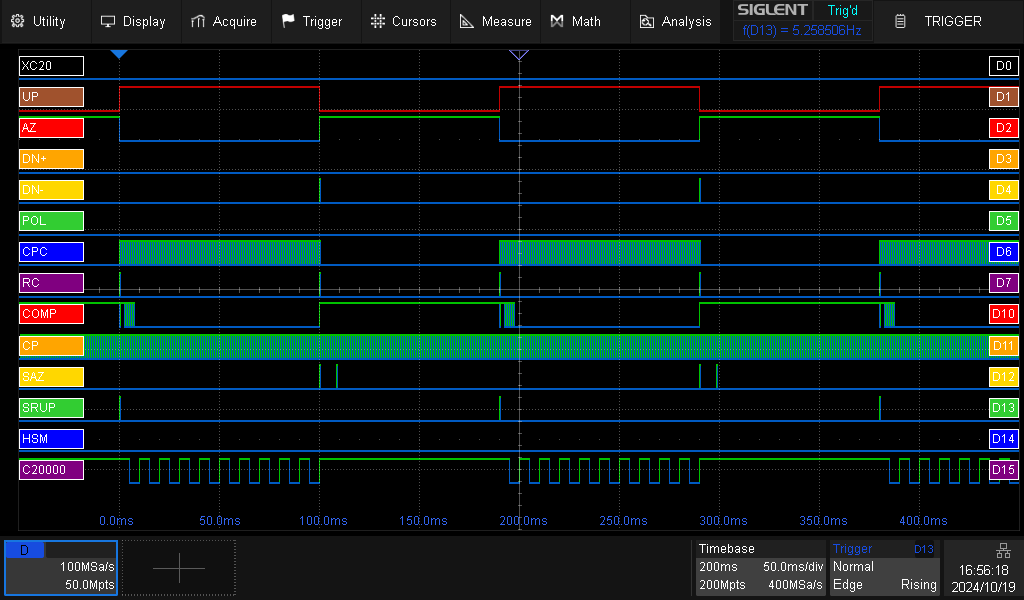 Utility Display Acquire Trigger Cursors Measure Math Analysis SIGLENT Trig'd TRIGGER
f(D13) = 5.258506Hz
XC20 D0
UP D1
AZ D2
DN+ D3
DN- D4
POL D5
CPC D6
RC D7
COMP D10
CP D11
SAZ D12
SRUP D13
HSM D14
C20000 D15
0.0ms 50.0ms 100.0ms 150.0ms 200.0ms 250.0ms 300.0ms 350.0ms 400.0ms
D
100MSa/s
50.0Mpts
Timebase
200ms 50.0ms/div
200Mpts 400MSa/s
Trigger D13
Normal
Edge Rising
16:56:18
2024/10/19